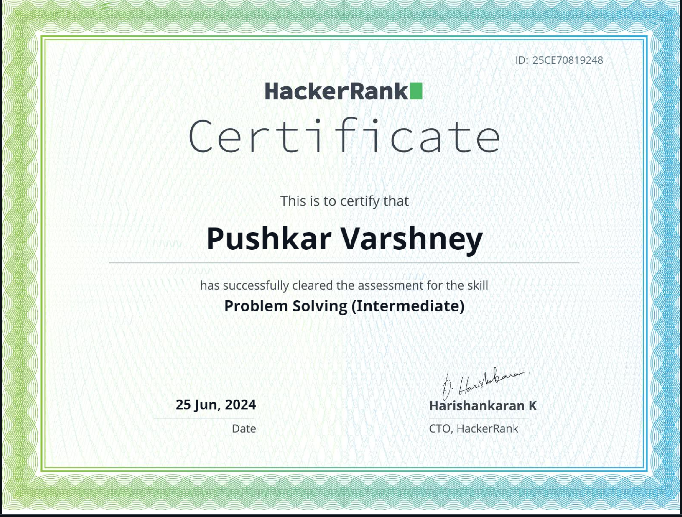 ID: 25CE70819248
HackerRank
Certificate
This is to certify that
Pushkar Varshney
has successfully cleared the assessment for the skill
Problem Solving (Intermediate)
25 Jun, 2024
Date
Harishankaran K
CTO, HackerRank